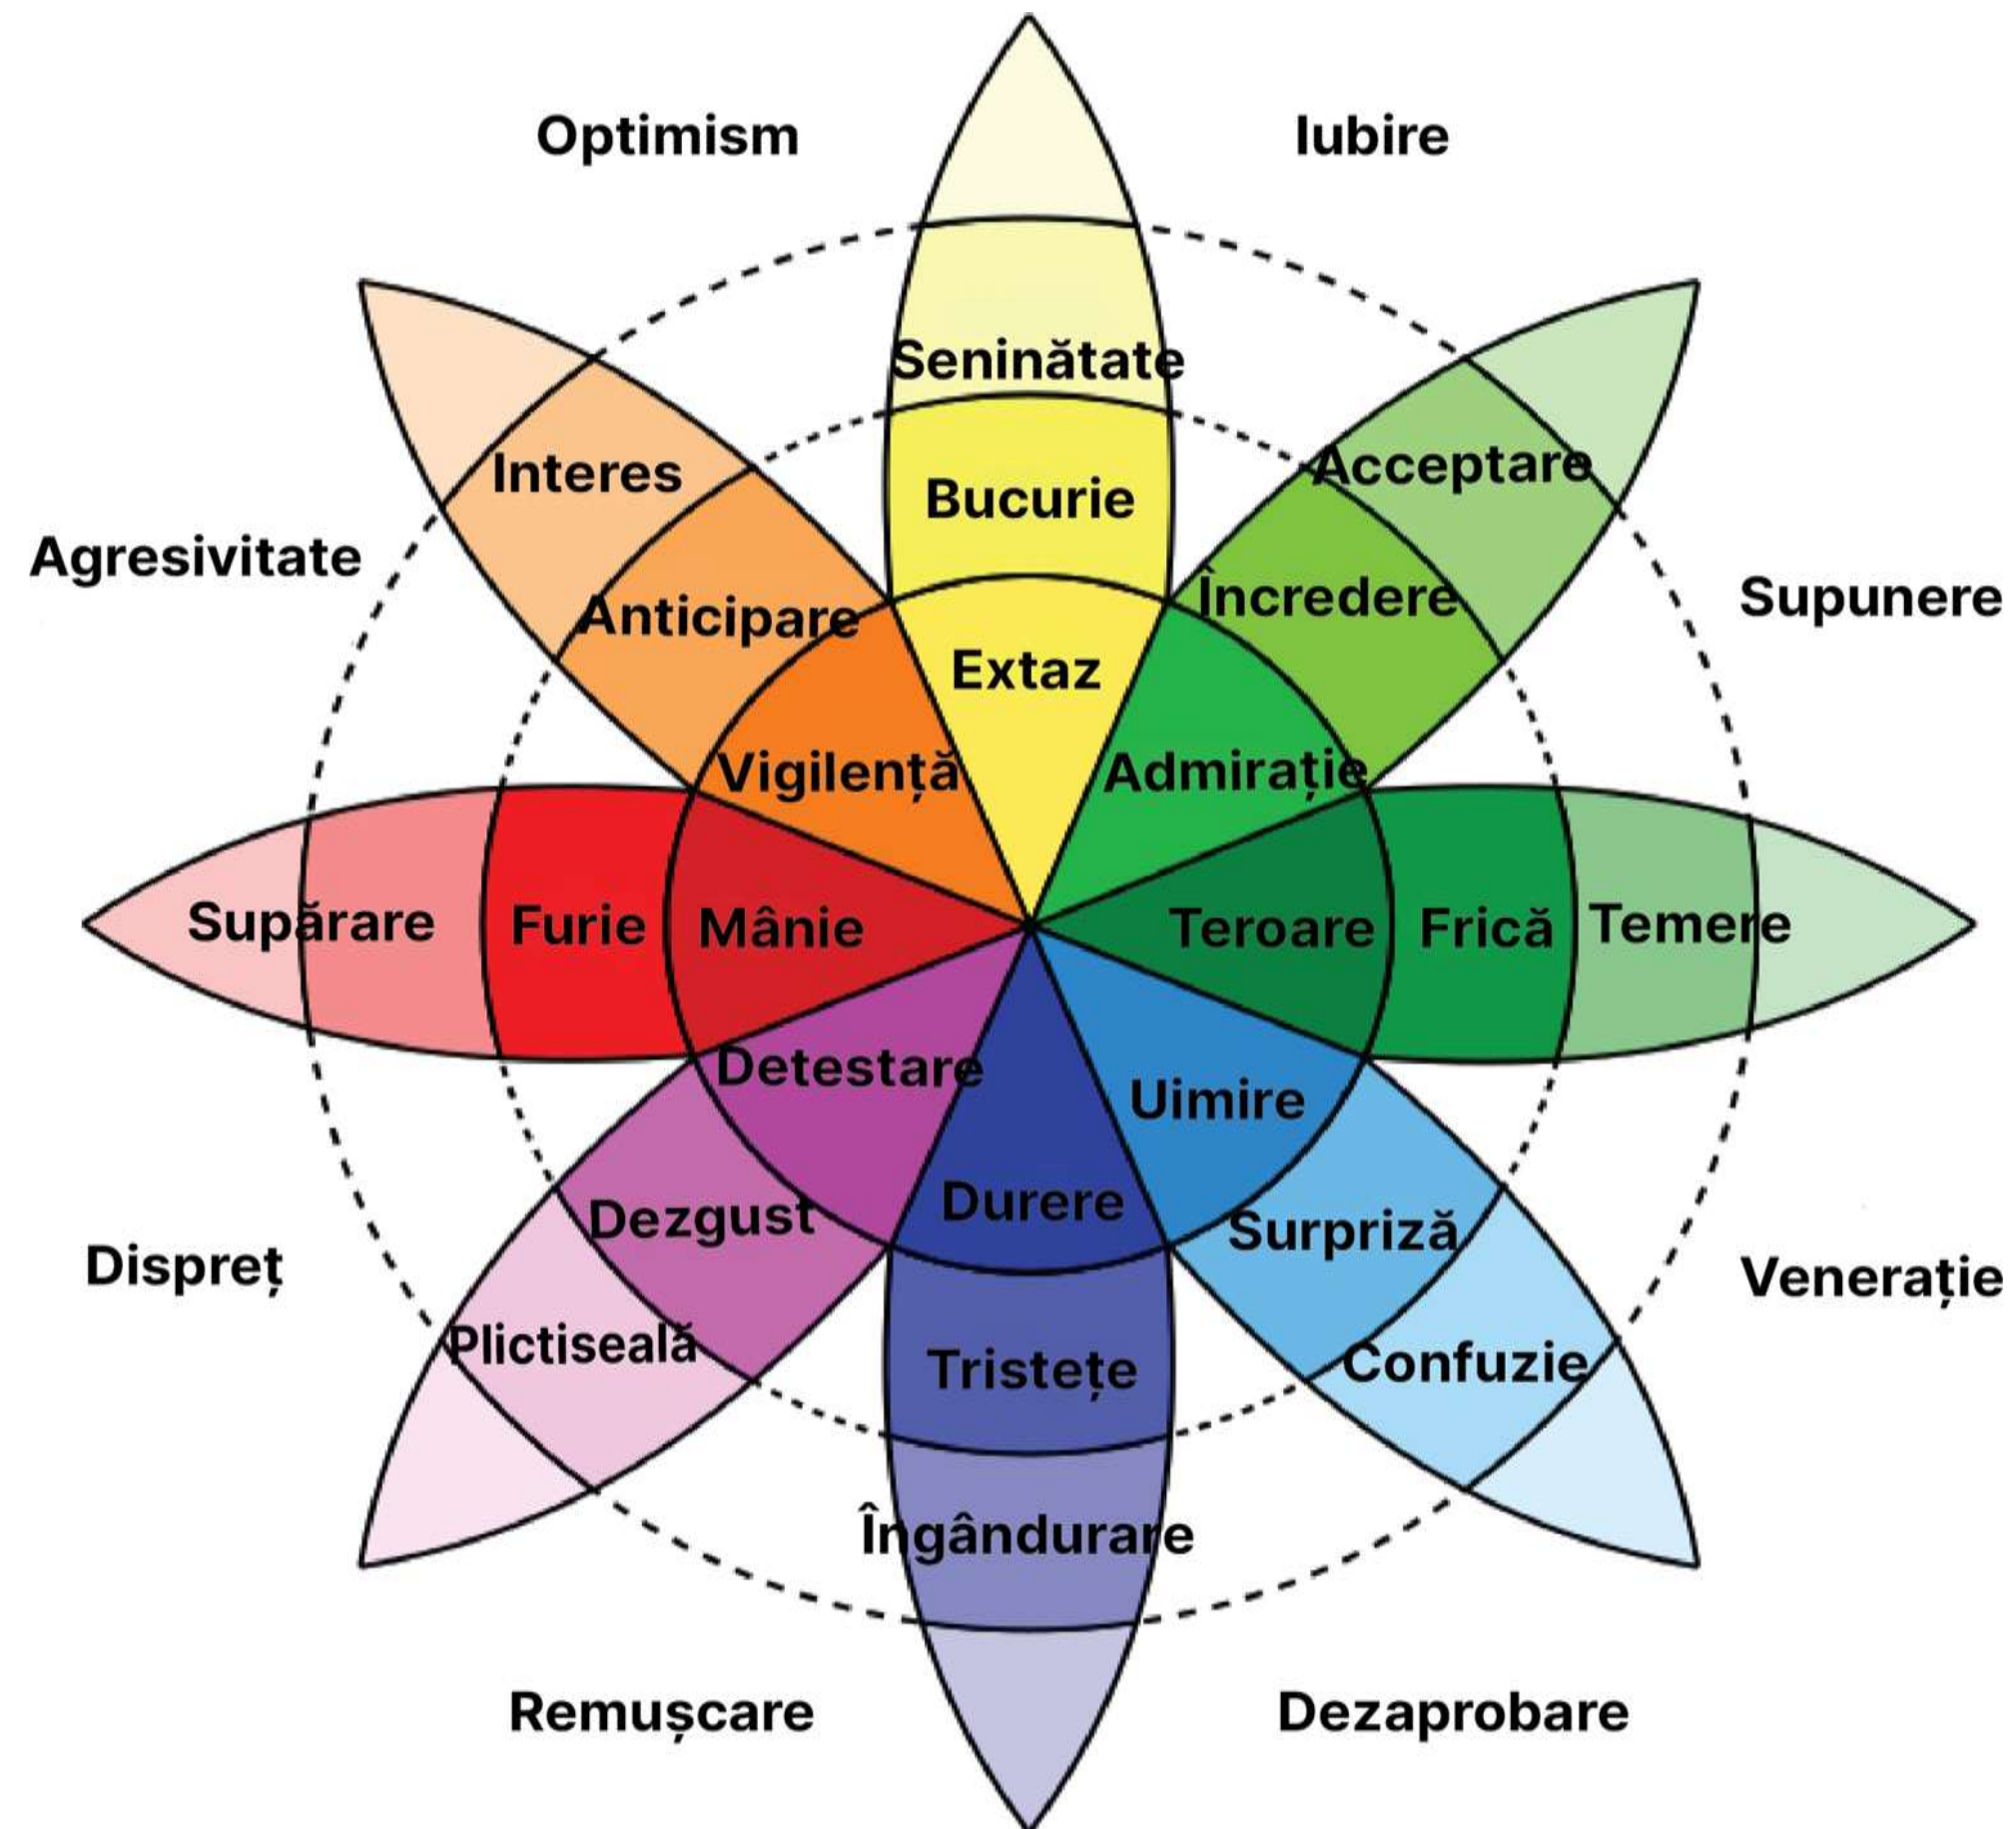 Optimism
Iubire
Seninătate
Interes
Acceptare
Bucurie
Agresivitate
Anticipare
Încredere
Supunere
Extaz
Vigilență
Admirație
Supărare
Furie
Mânie
Teroare
Frică
Temere
Detestare
Uimire
Dezgust
Durere
Surpriză
Dispreț
Venerație
Plictiseală
Tristețe
Confuzie
Îngândurare
Remușcare
Dezaprobare